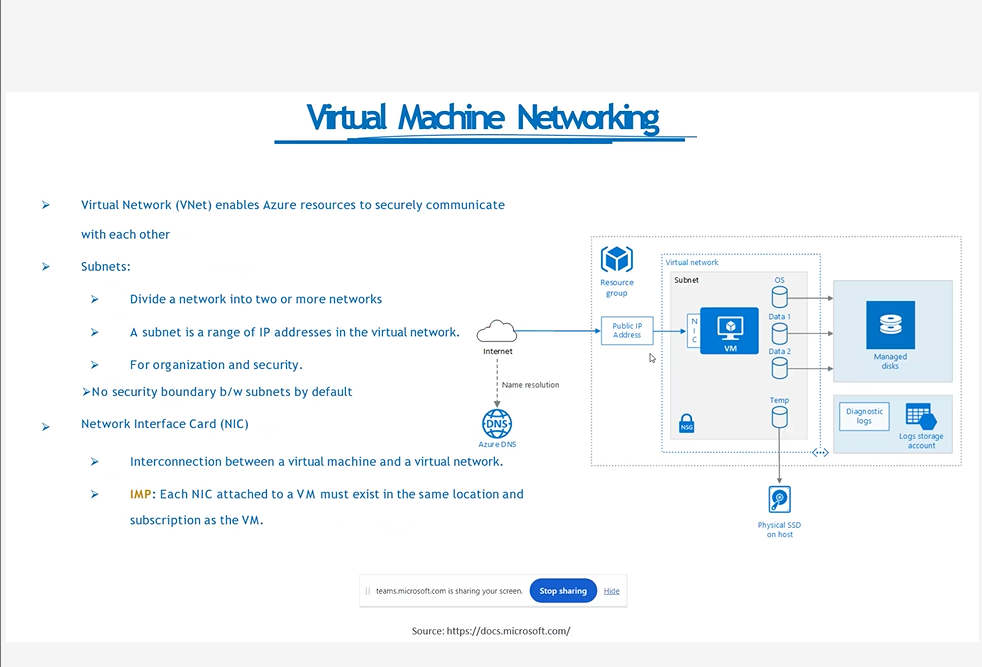 Virtual Machine Networking
➢ Virtual Network (VNet) enables Azure resources to securely communicate
with each other
➢ Subnets:
➢ Divide a network into two or more networks
➢ A subnet is a range of IP addresses in the virtual network.
➢ For organization and security.
➢No security boundary b/w subnets by default
➢ Network Interface Card (NIC)
➢ Interconnection between a virtual machine and a virtual network.
➢ IMP: Each NIC attached to a VM must exist in the same location and
subscription as the VM.
Resource
group
Virtual network
Subnet
OS
Data 1
Data 2
Temp
Public IP
Address
N
I
C
VM
Internet
Name resolution
DNS
Azure DNS
NSG
Managed
disks
Diagnostic
logs
Logs storage
account
Physical SSD
on host
teams.microsoft.com is sharing your screen.
Stop sharing
Hide
Source: https://docs.microsoft.com/